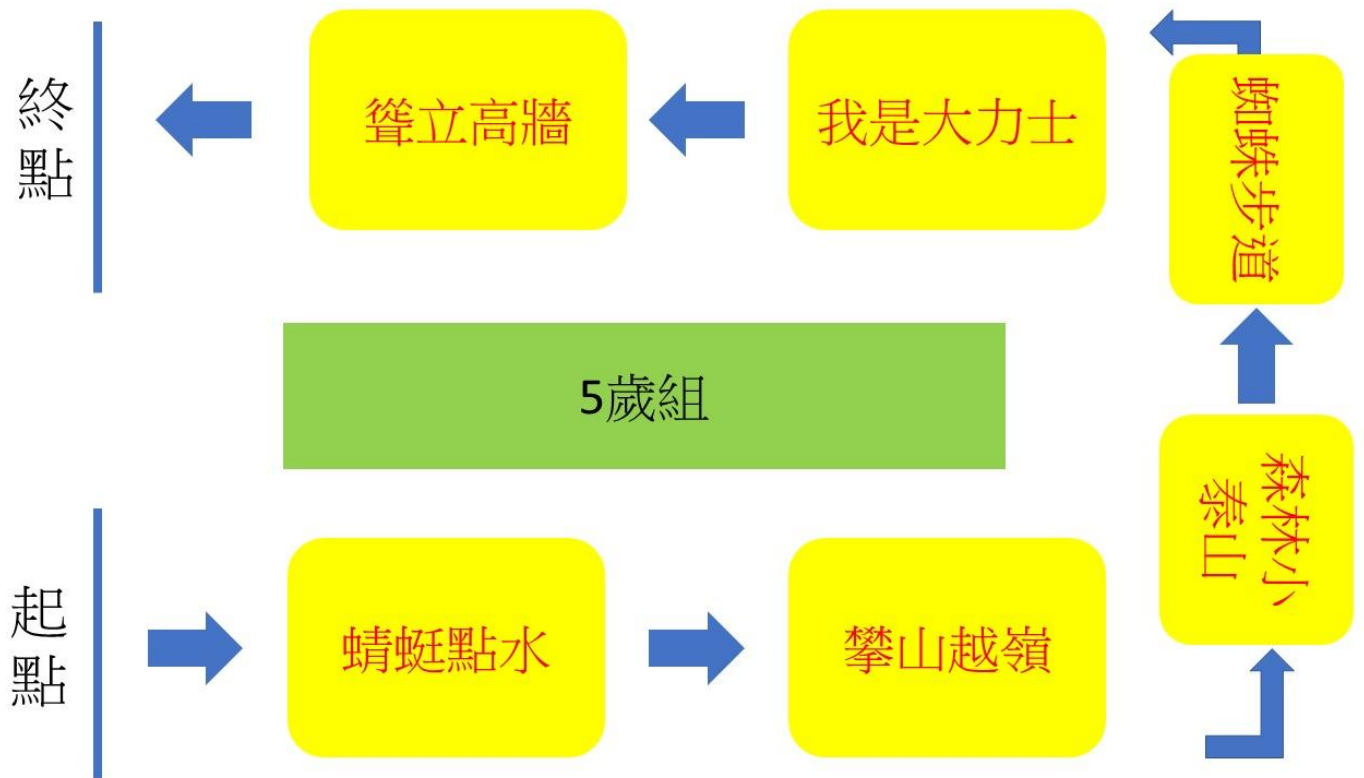 終點
聳立高牆
我是大力士
蜘蛛步道
5歲組
森林小
泰山
起點
蜻蜓點水
攀山越嶺